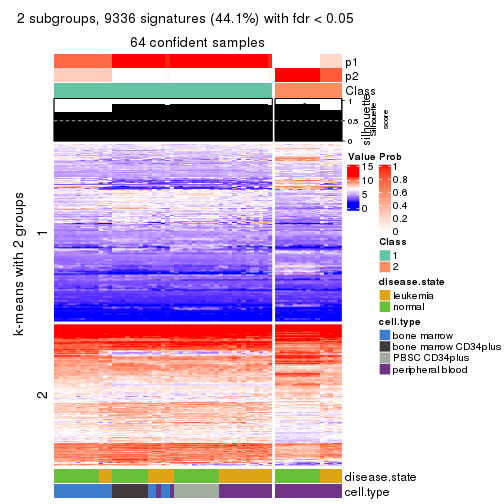 2 subgroups, 9336 signatures (44.1%) with fdr < 0.05
64 confident samples
p1
p2
Class
silhouette
Silhouette
score
1
0.5
0
k-means with 2 groups
1
2
disease.state
cell.type
Value
15
10
5
0
Prob
1
0.8
0.6
0.4
0.2
0
Class
1
2
disease.state
leukemia
normal
cell.type
bone marrow
bone marrow CD34plus
PBSC CD34plus
peripheral blood